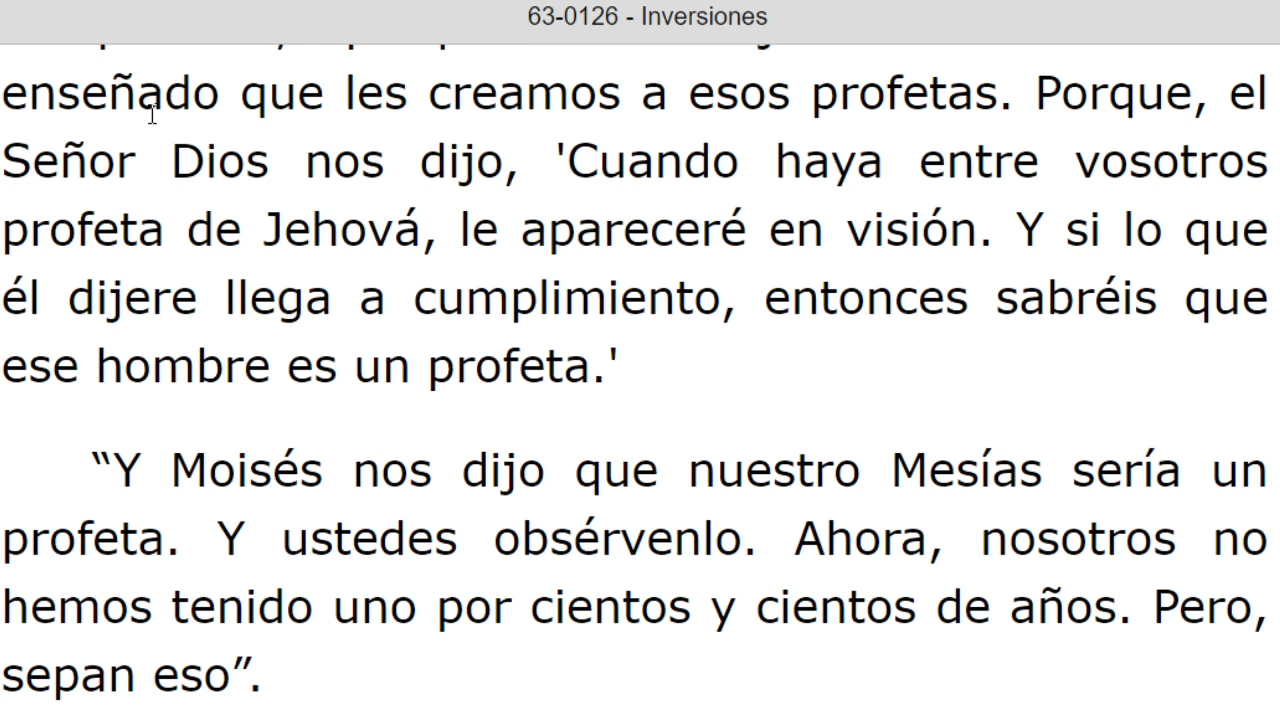 63-0126 - Inversiones
enseñado que les creamos a esos profetas. Porque, el
Señor Dios nos dijo, 'Cuando haya entre vosotros
profeta de Jehová, le apareceré en visión. Y si lo que
él dijere llega a cumplimiento, entonces sabréis que
ese hombre es un profeta.'
“Y Moisés nos dijo que nuestro Mesías sería un
profeta. Y ustedes obsérvenlo. Ahora, nosotros no
hemos tenido uno por cientos y cientos de años. Pero,
sepan eso”.